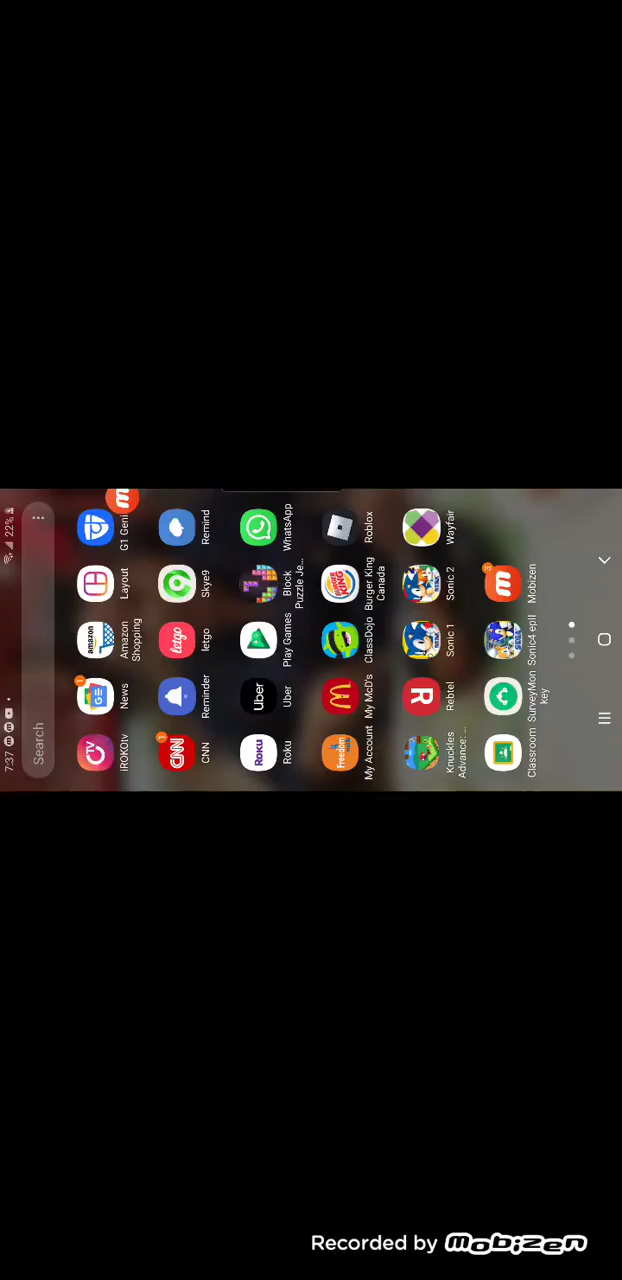 7:37
22%
Search
iROKOtv
News
Amazon
Shopping
Layout
G1 Geni
CNN
Reminder
letgo
Skye9
Remind
Roku
Uber
Play Games
Block
Puzzle Je...
WhatsApp
My Account
My McD's
ClassDojo
Burger King
Canada
Roblox
Knuckles
Advance: ...
Rebtel
Sonic 1
Sonic 2
Wayfair
Classroom
SurveyMon
key
Sonic4 epII
Mobizen
Recorded by mobizen